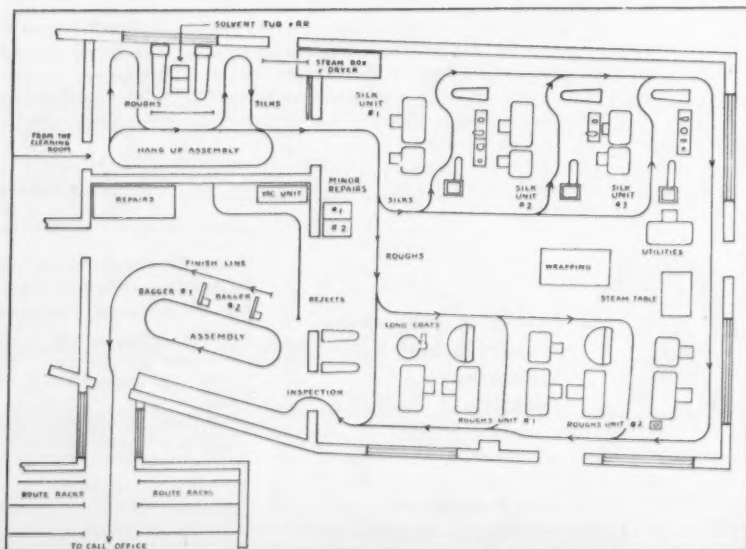 SOLVENT TUB & RR
STEAM BOX
& DRYER
ROUGHS
SILKS
SILK
UNIT
#1
FROM THE
CLEANING
ROOM
HANG UP ASSEMBLY
MINOR
REPAIRS
REPAIRS
VAC UNIT
#1
#2
SILKS
SILK
UNIT
#2
SILK
UNIT
#3
UTILITIES
FINISH LINE
ROUGHS
WRAPPING
BAGGER #1
BAGGER
#2
REJECTS
STEAM TABLE
ASSEMBLY
LONG COATS
INSPECTION
ROUGHS UNIT #1
ROUGHS UNIT #2
ROUTE RACKS
ROUTE RACKS
TO CALL OFFICE